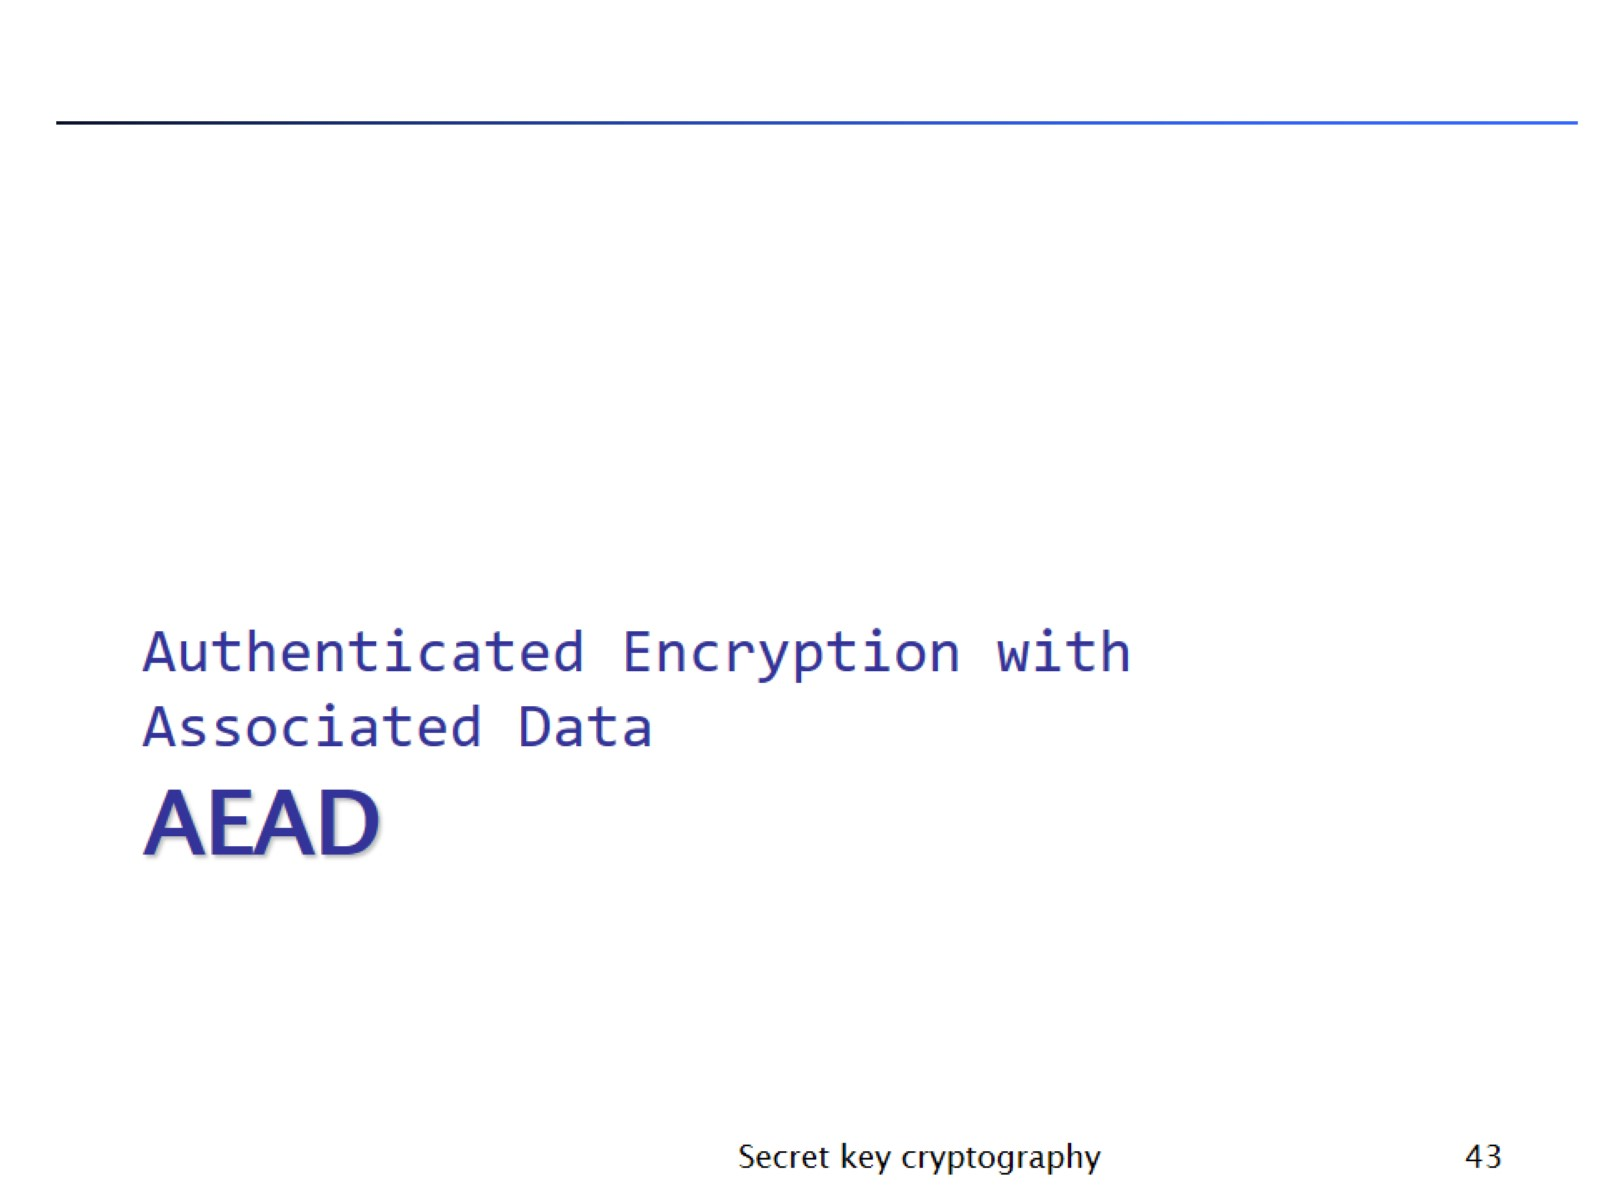 Authenticated Encryption with
Associated Data
AEAD
Secret key cryptography
43